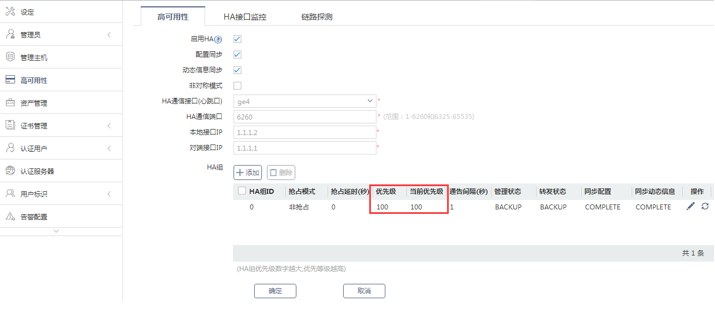 设定
管理员
管理主机
高可用性
资产管理
证书管理
认证用户
认证服务器
用户标识
告警配置
高可用性 HA接口监控 链路探测
启用HA
配置同步
动态信息同步
非对称模式
HA通信接口(心跳口) ge4 *
HA通信端口 6260 * (范围：1-6260和6325-65535)
本地接口IP 1.1.1.2 *
对端接口IP 1.1.1.1 *
HA组 添加 删除
HA组ID 抢占模式 抢占延时(秒) 优先级 当前优先级 通告间隔(秒) 管理状态 转发状态 同步配置 同步动态信息 操作
0 非抢占 0 100 100 1 BACKUP BACKUP COMPLETE COMPLETE
共 1 条
(HA组优先级数字越大,优先等级越高)
确定 取消